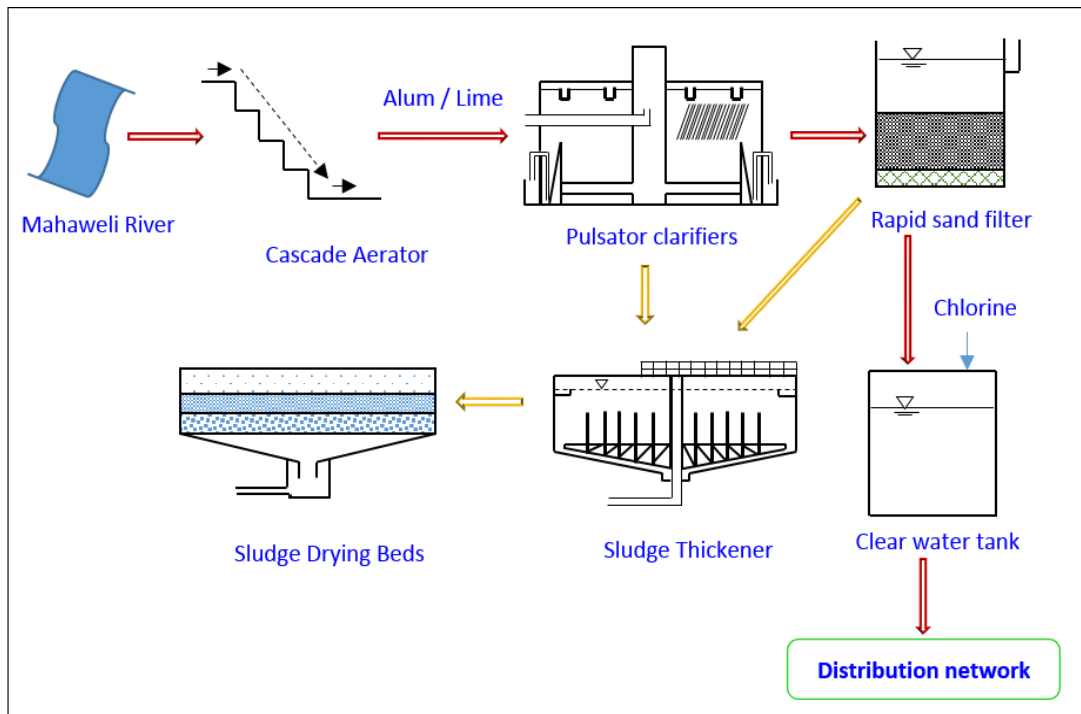 Alum / Lime
Mahaweli River
Cascade Aerator
Pulsator clarifiers
Rapid sand filter
Chlorine
Sludge Drying Beds
Sludge Thickener
Clear water tank
Distribution network